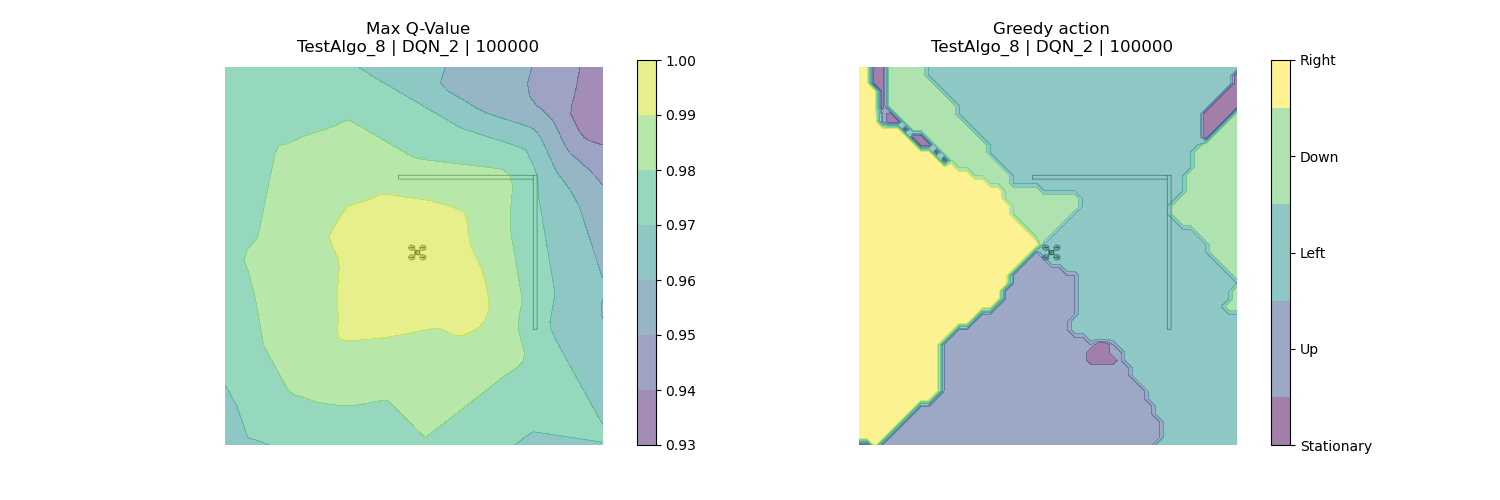 Max Q-Value
TestAlgo_8 | DQN_2 | 100000
1.00
0.99
0.98
0.97
0.96
0.95
0.94
0.93
Greedy action
TestAlgo_8 | DQN_2 | 100000
Right
Down
Left
Up
Stationary